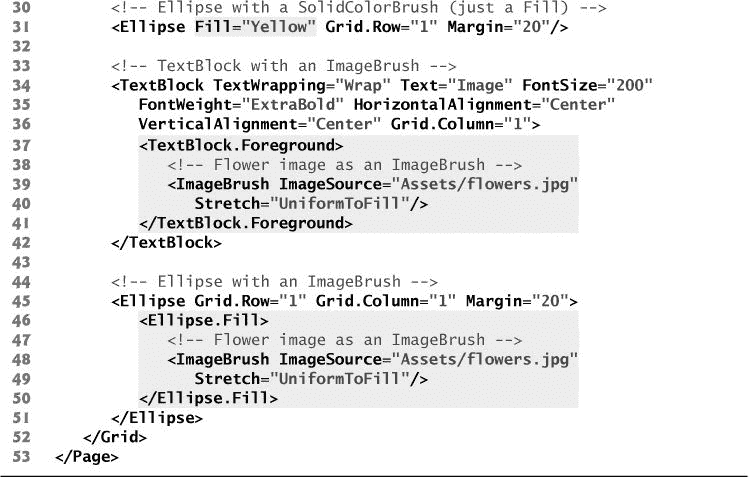 30 <!-- Ellipse with a SolidColorBrush (just a Fill) -->
31 <Ellipse Fill="Yellow" Grid.Row="1" Margin="20"/>
32
33 <!-- TextBlock with an ImageBrush -->
34 <TextBlock TextWrapping="Wrap" Text="Image" FontSize="200"
35 FontWeight="ExtraBold" HorizontalAlignment="Center"
36 VerticalAlignment="Center" Grid.Column="1">
37 <TextBlock.Foreground>
38 <!-- Flower image as an ImageBrush -->
39 <ImageBrush ImageSource="Assets/flowers.jpg"
40 Stretch="UniformToFill"/>
41 </TextBlock.Foreground>
42 </TextBlock>
43
44 <!-- Ellipse with an ImageBrush -->
45 <Ellipse Grid.Row="1" Grid.Column="1" Margin="20">
46 <Ellipse.Fill>
47 <!-- Flower image as an ImageBrush -->
48 <ImageBrush ImageSource="Assets/flowers.jpg"
49 Stretch="UniformToFill"/>
50 </Ellipse.Fill>
51 </Ellipse>
52 </Grid>
53 </Page>